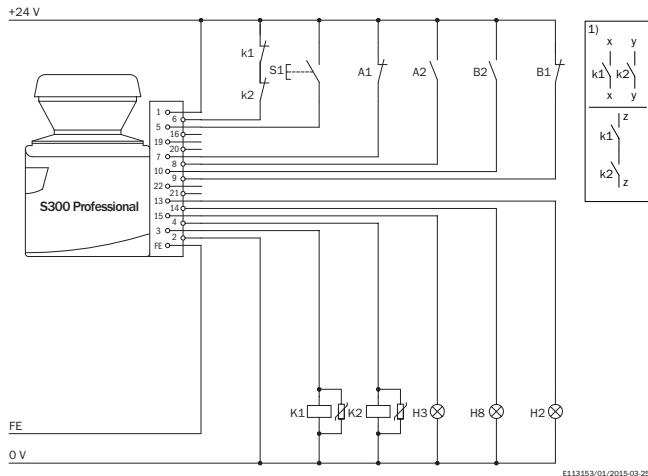 +24 V
1)
x y
k1 k2
x y
z
k1
k2
z
k1
k2
S1
A1
A2
B2
B1
1
6
5
16
19
20
7
8
10
9
22
21
13
14
15
4
3
2
FE
S300 Professional
K1
K2
H3
H8
H2
FE
0 V
E113153/01/2015-03-25